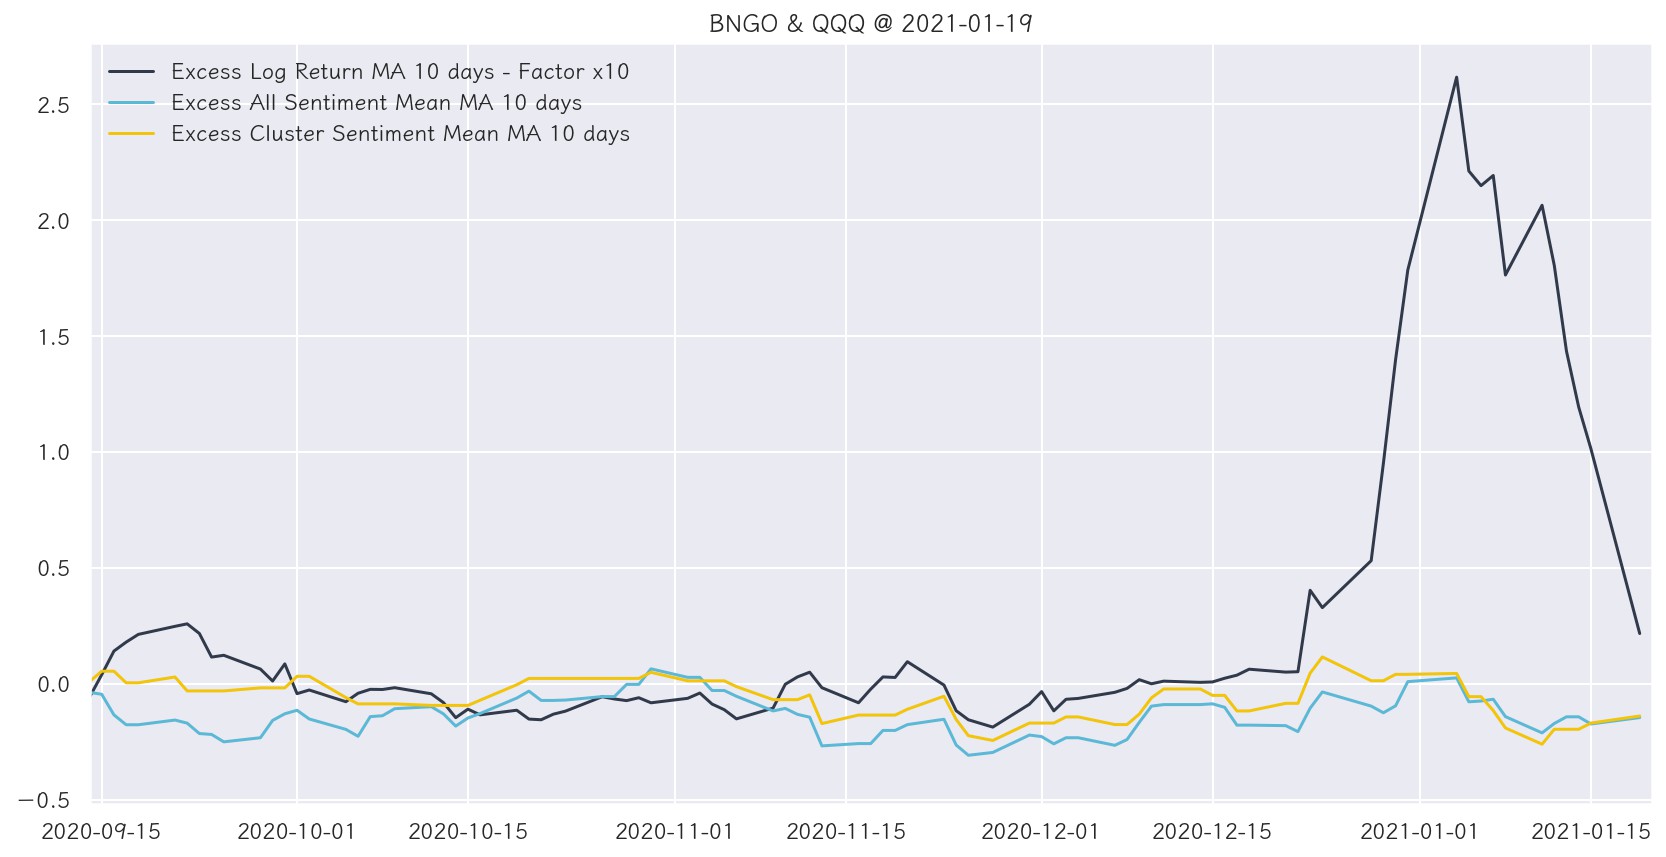 BNGO & QQQ @ 2021-01-19
Excess Log Return MA 10 days - Factor x10
Excess All Sentiment Mean MA 10 days
Excess Cluster Sentiment Mean MA 10 days
2.5
2.0
1.5
1.0
0.5
0.0
−0.5
2020-09-15 2020-10-01 2020-10-15 2020-11-01 2020-11-15 2020-12-01 2020-12-15 2021-01-01 2021-01-15